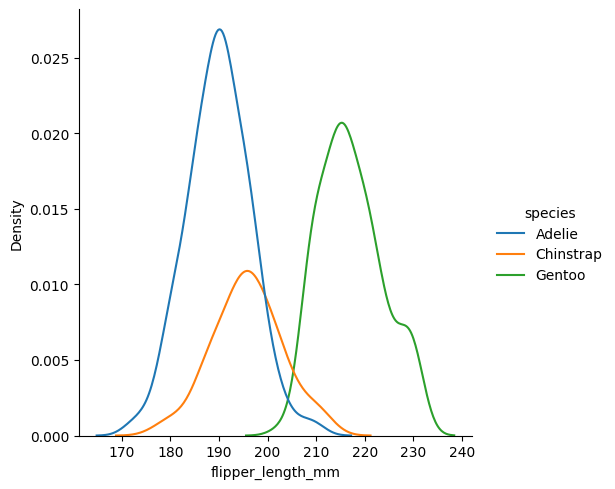 0.025
0.020
0.015
0.010
0.005
0.000
Density
170 180 190 200 210 220 230 240
flipper_length_mm
species
Adelie
Chinstrap
Gentoo